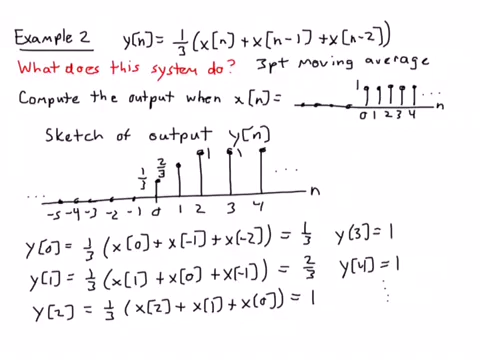 Example 2 y[n] = 1/3 (x[n] + x[n-1] + x[n-2])
What does this system do? 3pt moving average
Compute the output when x[n] =
1
0 1 2 3 4 ... n
Sketch of output y[n]
1/3 2/3 1 1 ...
... -5 -4 -3 -2 -1 0 1 2 3 4 n
y[0] = 1/3 (x[0] + x[-1] + x[-2]) = 1/3 y[3] = 1
y[1] = 1/3 (x[1] + x[0] + x[-1]) = 2/3 y[4] = 1
y[2] = 1/3 (x[2] + x[1] + x[0]) = 1 ⋮